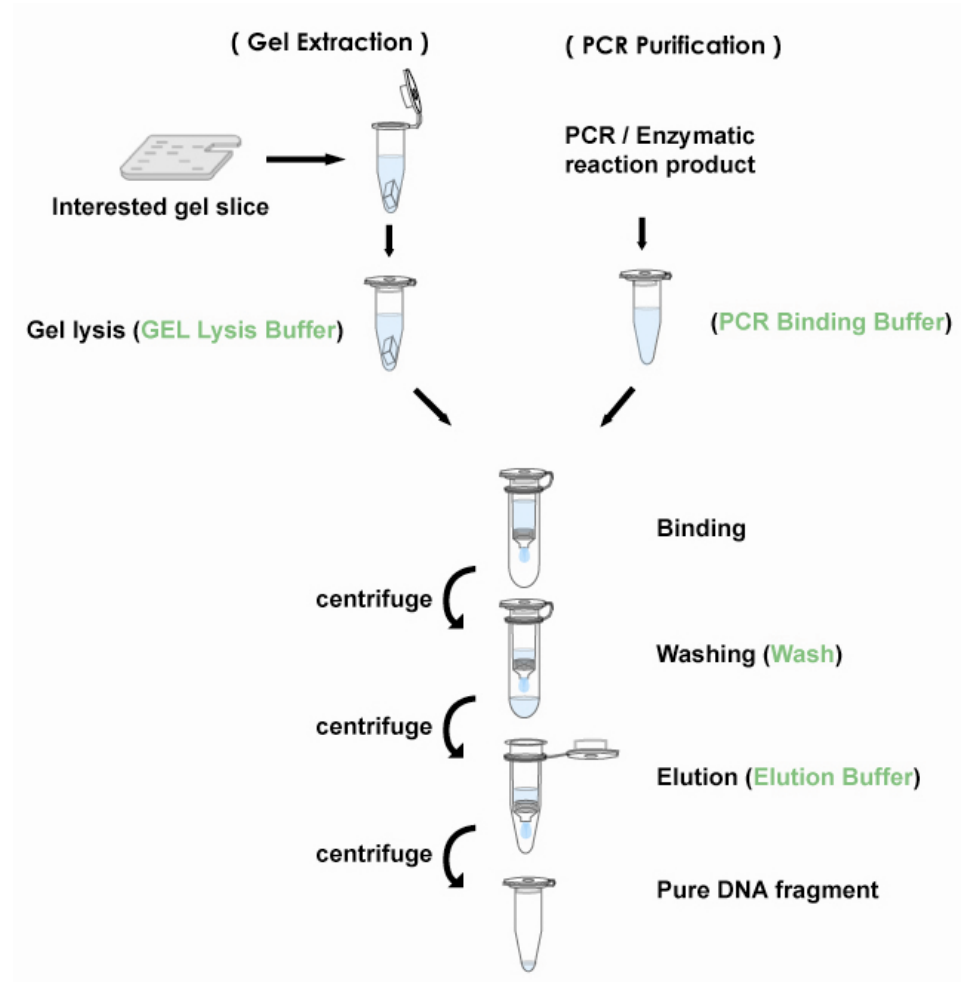 ( Gel Extraction )
( PCR Purification )
PCR / Enzymatic
reaction product
Interested gel slice
Gel lysis (GEL Lysis Buffer)
(PCR Binding Buffer)
Binding
centrifuge
Washing (Wash)
centrifuge
Elution (Elution Buffer)
centrifuge
Pure DNA fragment